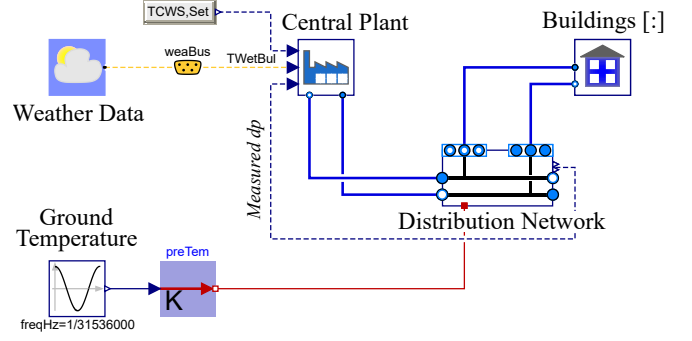 TCWS,Set
Central Plant
Buildings [:]
weaBus
TWetBul
Weather Data
Measured dp
Distribution Network
Ground
Temperature
preTem
K
freqHz=1/31536000